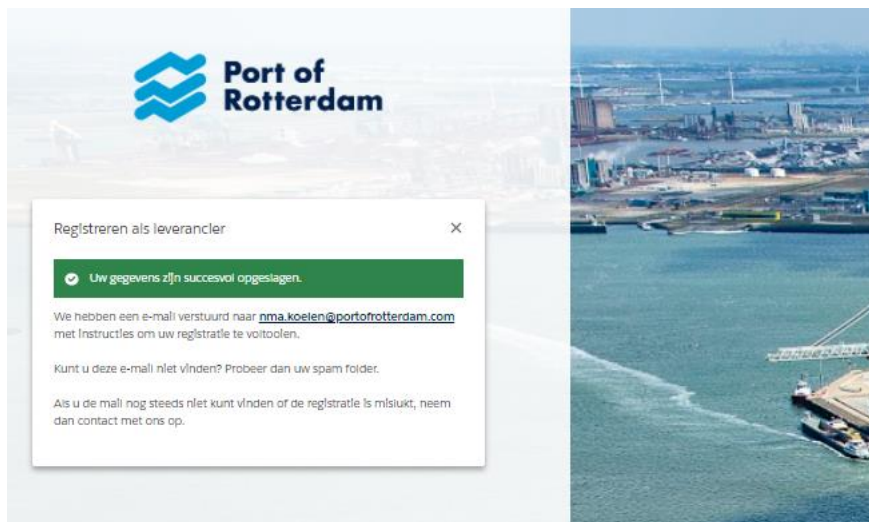 Port of
Rotterdam
Registreren als leverancier
Uw gegevens zijn succesvol opgeslagen.
We hebben een e-mail verstuurd naar nma.koelen@portofrotterdam.com
met instructies om uw registratie te voltooien.
Kunt u deze e-mail niet vinden? Probeer dan uw spam folder.
Als u de mail nog steeds niet kunt vinden of de registratie is mislukt, neem
dan contact met ons op.